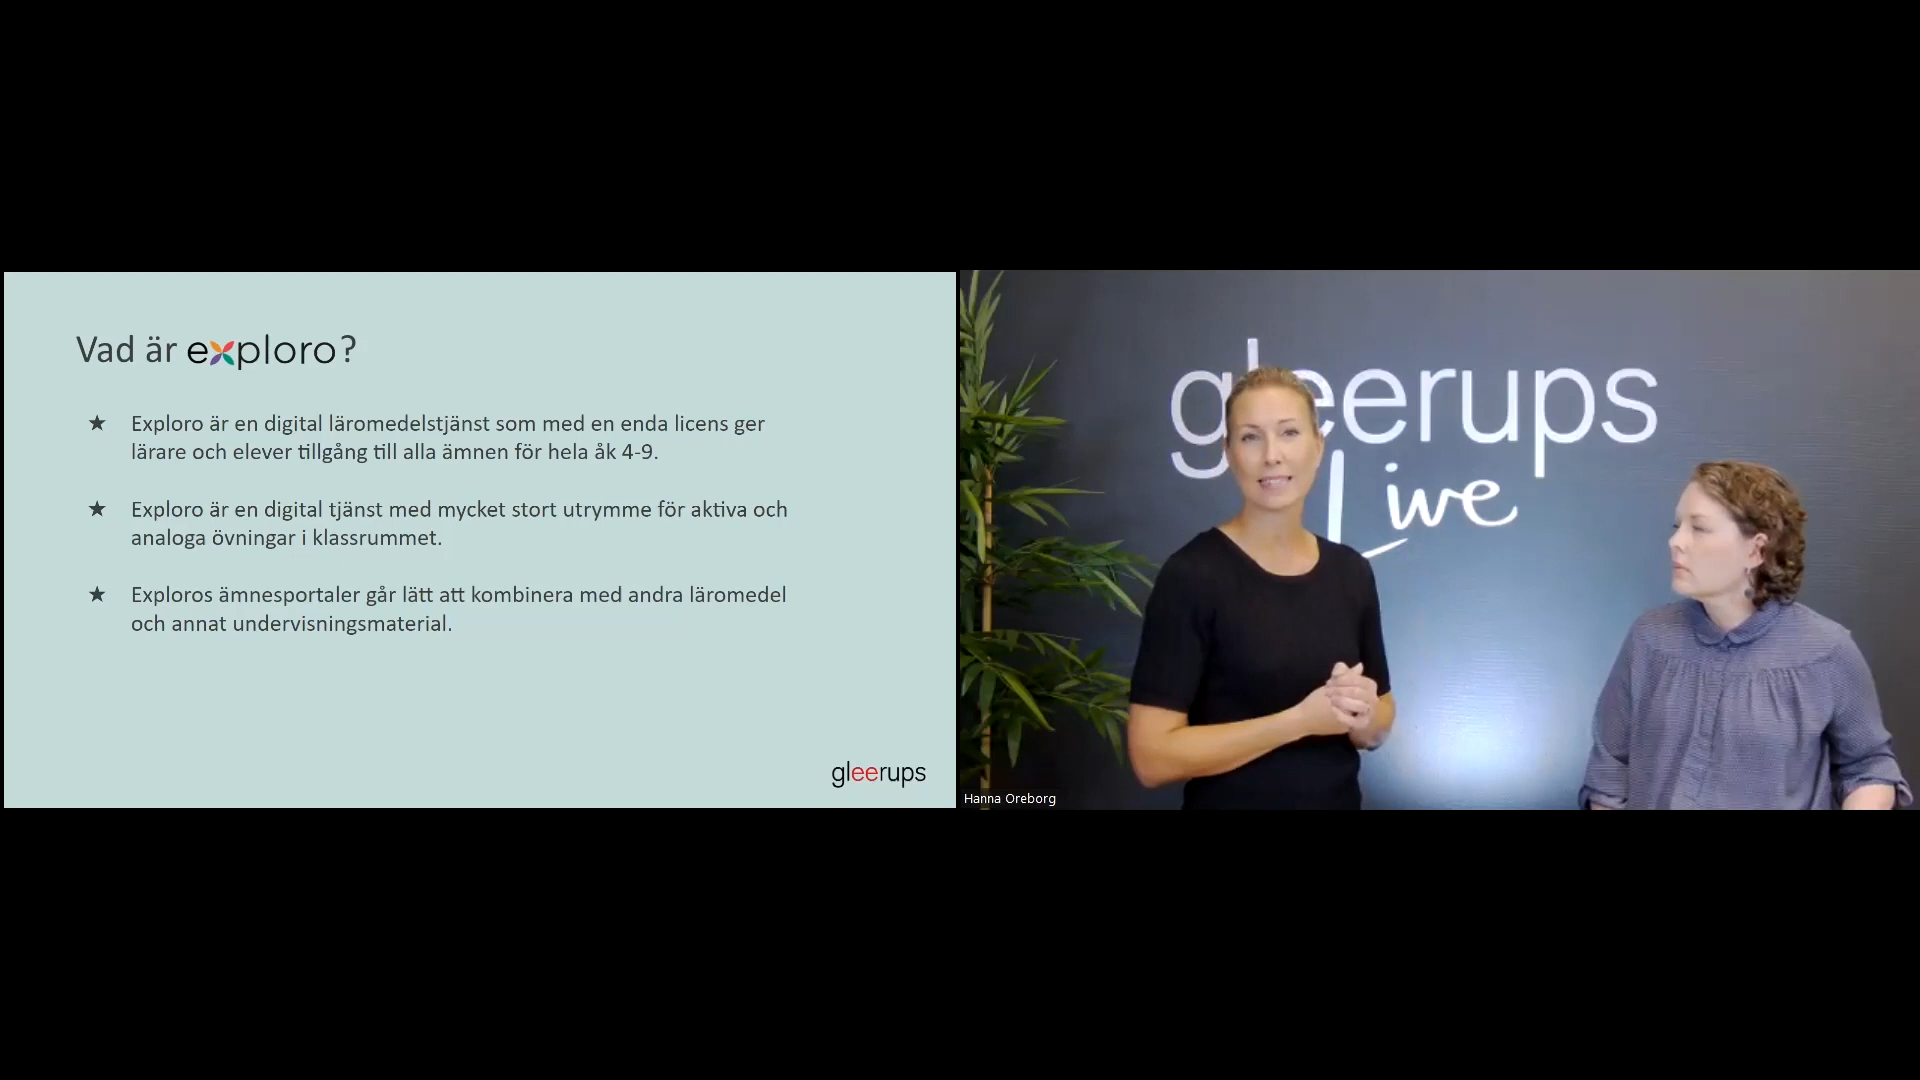 Vad är exploro?
★ Exploro är en digital läromedelstjänst som med en enda licens ger
lärare och elever tillgång till alla ämnen för hela åk 4-9.
★ Exploro är en digital tjänst med mycket stort utrymme för aktiva och
analoga övningar i klassrummet.
★ Exploros ämnesportaler går lätt att kombinera med andra läromedel
och annat undervisningsmaterial.
gleerups
gleerups
Live
Hanna Oreborg